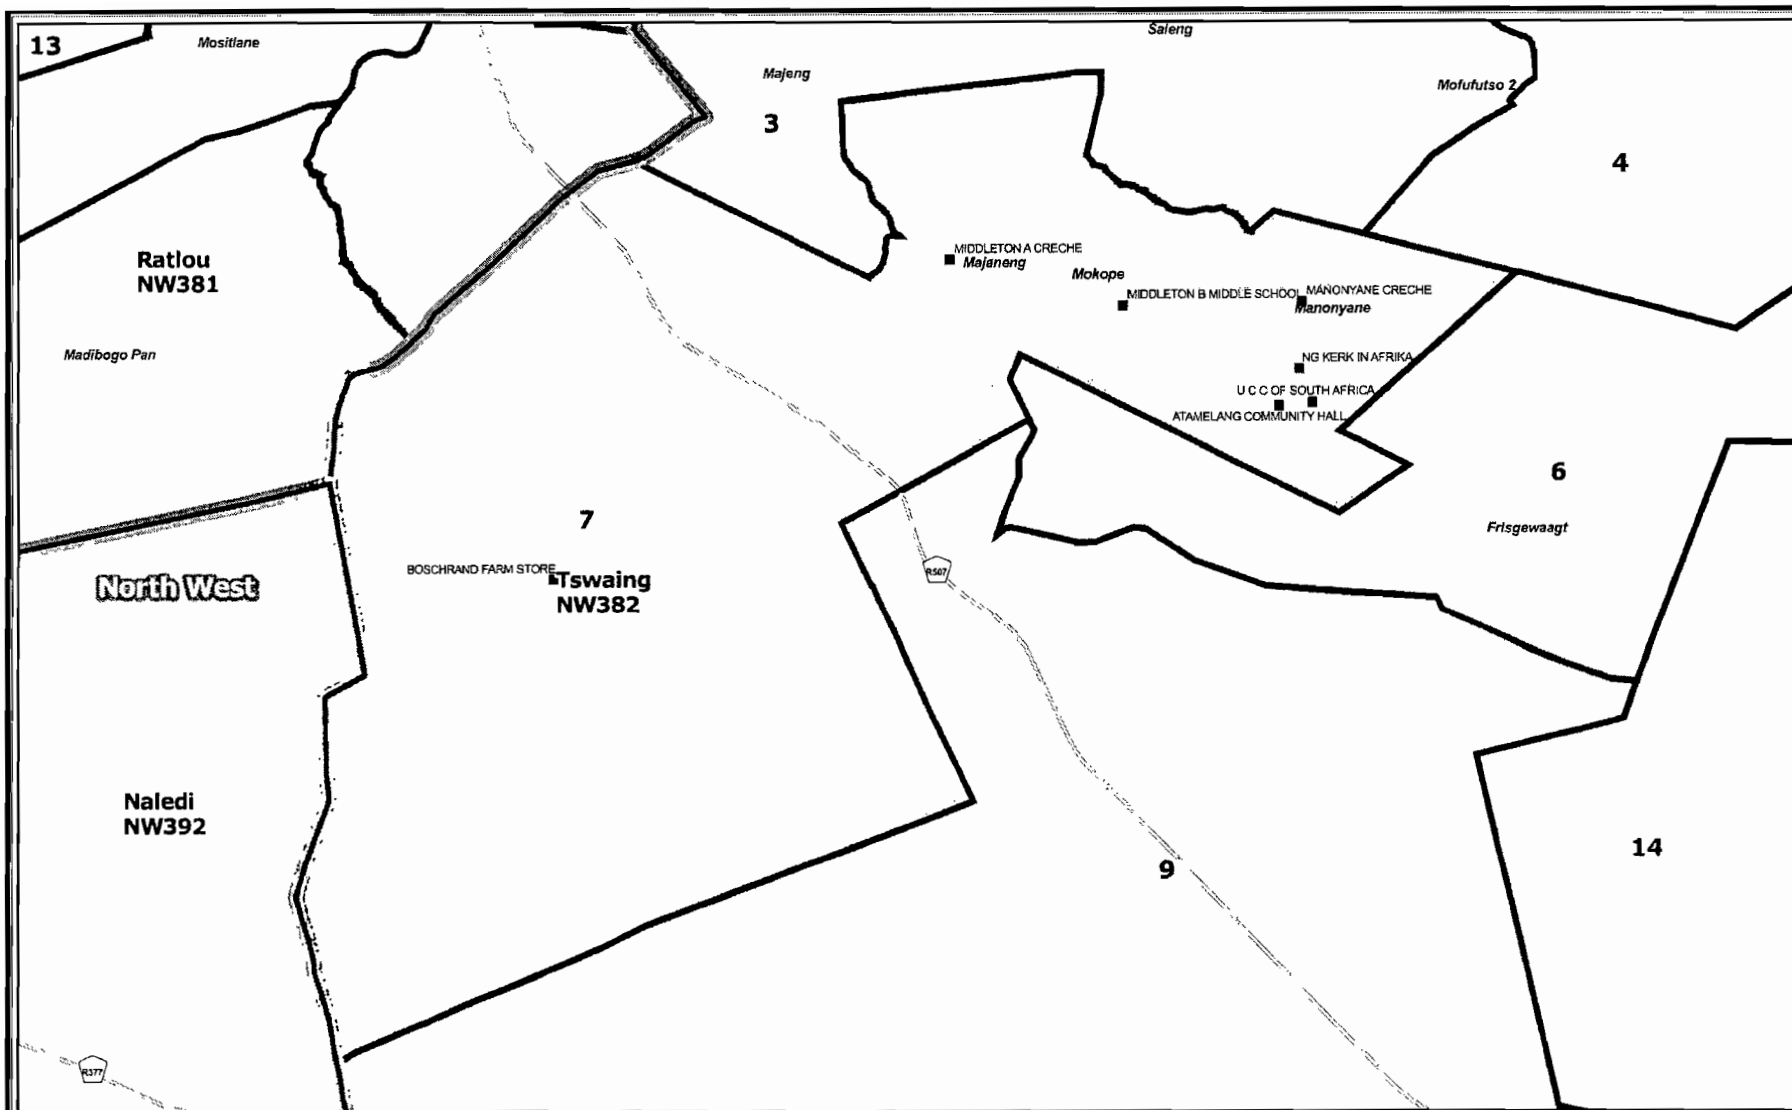 13
Mositlane
Saleng
Majeng
Mofufutso 2
3
4
Ratlou
NW381
MIDDLETON A CRECHE
Majaneng
Mokope
MIDDLETON B MIDDLE SCHOOL
MANONYANE CRECHE
Manonyane
Madibogo Pan
NG KERK IN AFRIKA
U C C OF SOUTH AFRICA
ATAMELANG COMMUNITY HALL
6
7
Frisgewaagt
BOSCHRAND FARM STORE
Tswaing
NW382
North West
R507
Naledi
NW392
14
9
R377